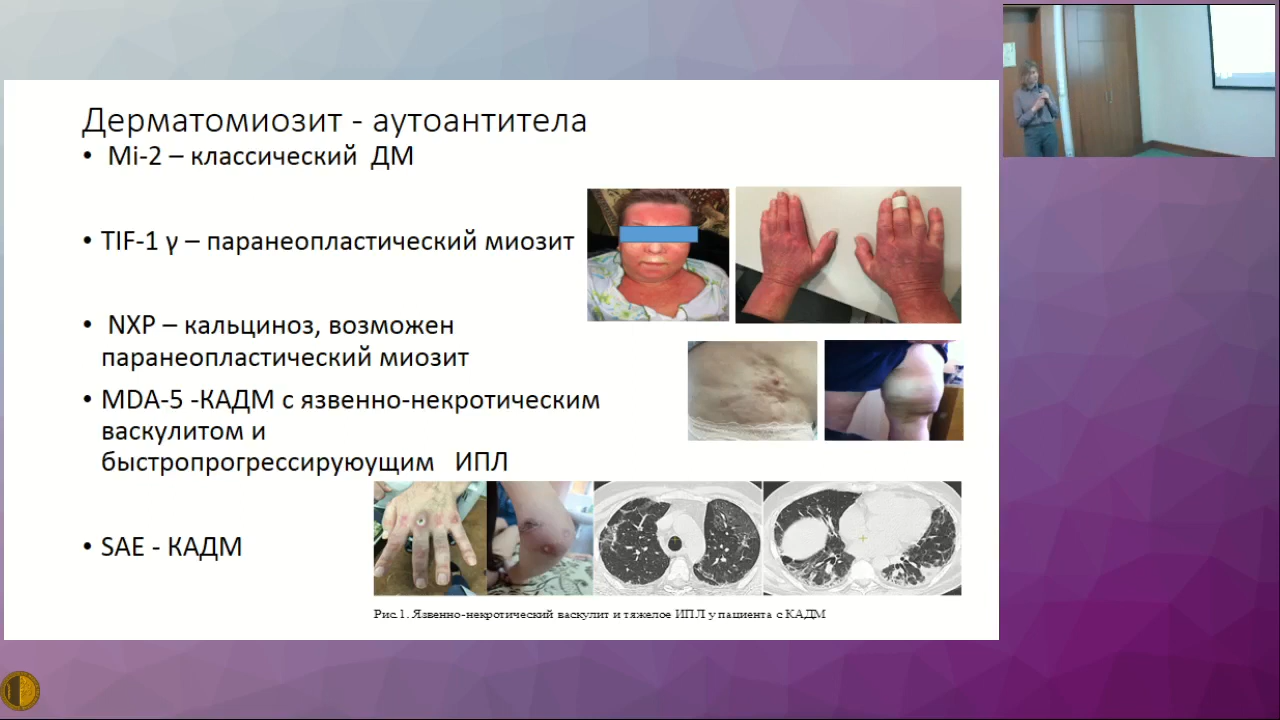 Дерматомиозит - аутоантитела
• Mi-2 – классический ДМ
• TIF-1 γ – паранеопластический миозит
• NXP – кальциноз, возможен
паранеопластический миозит
• MDA-5 -КАДМ с язвенно-некротическим
васкулитом и
быстропрогрессируюущим ИПЛ
• SAE - КАДМ
Рис.1. Язвенно-некротический васкулит и тяжелое ИПЛ у пациента с КАДМ